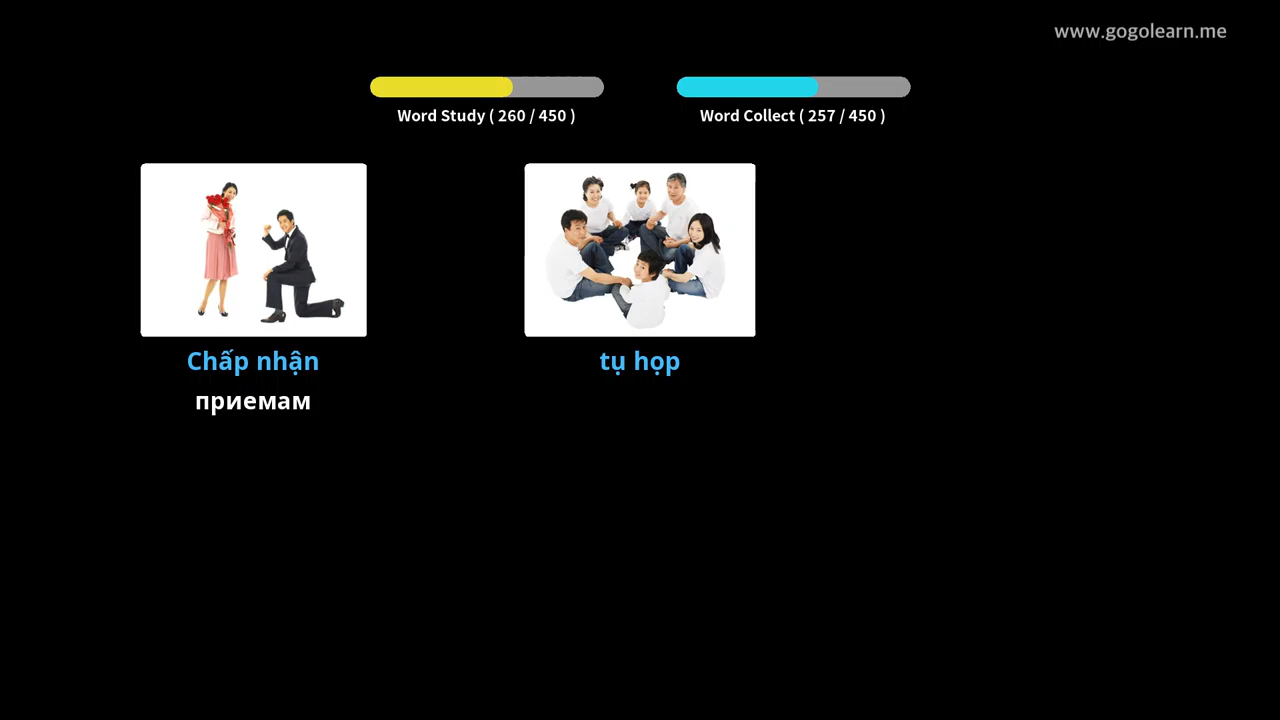 www.gogolearn.me
Word Study ( 260 / 450 )
Word Collect ( 257 / 450 )
Chấp nhận
tụ họp
приемам